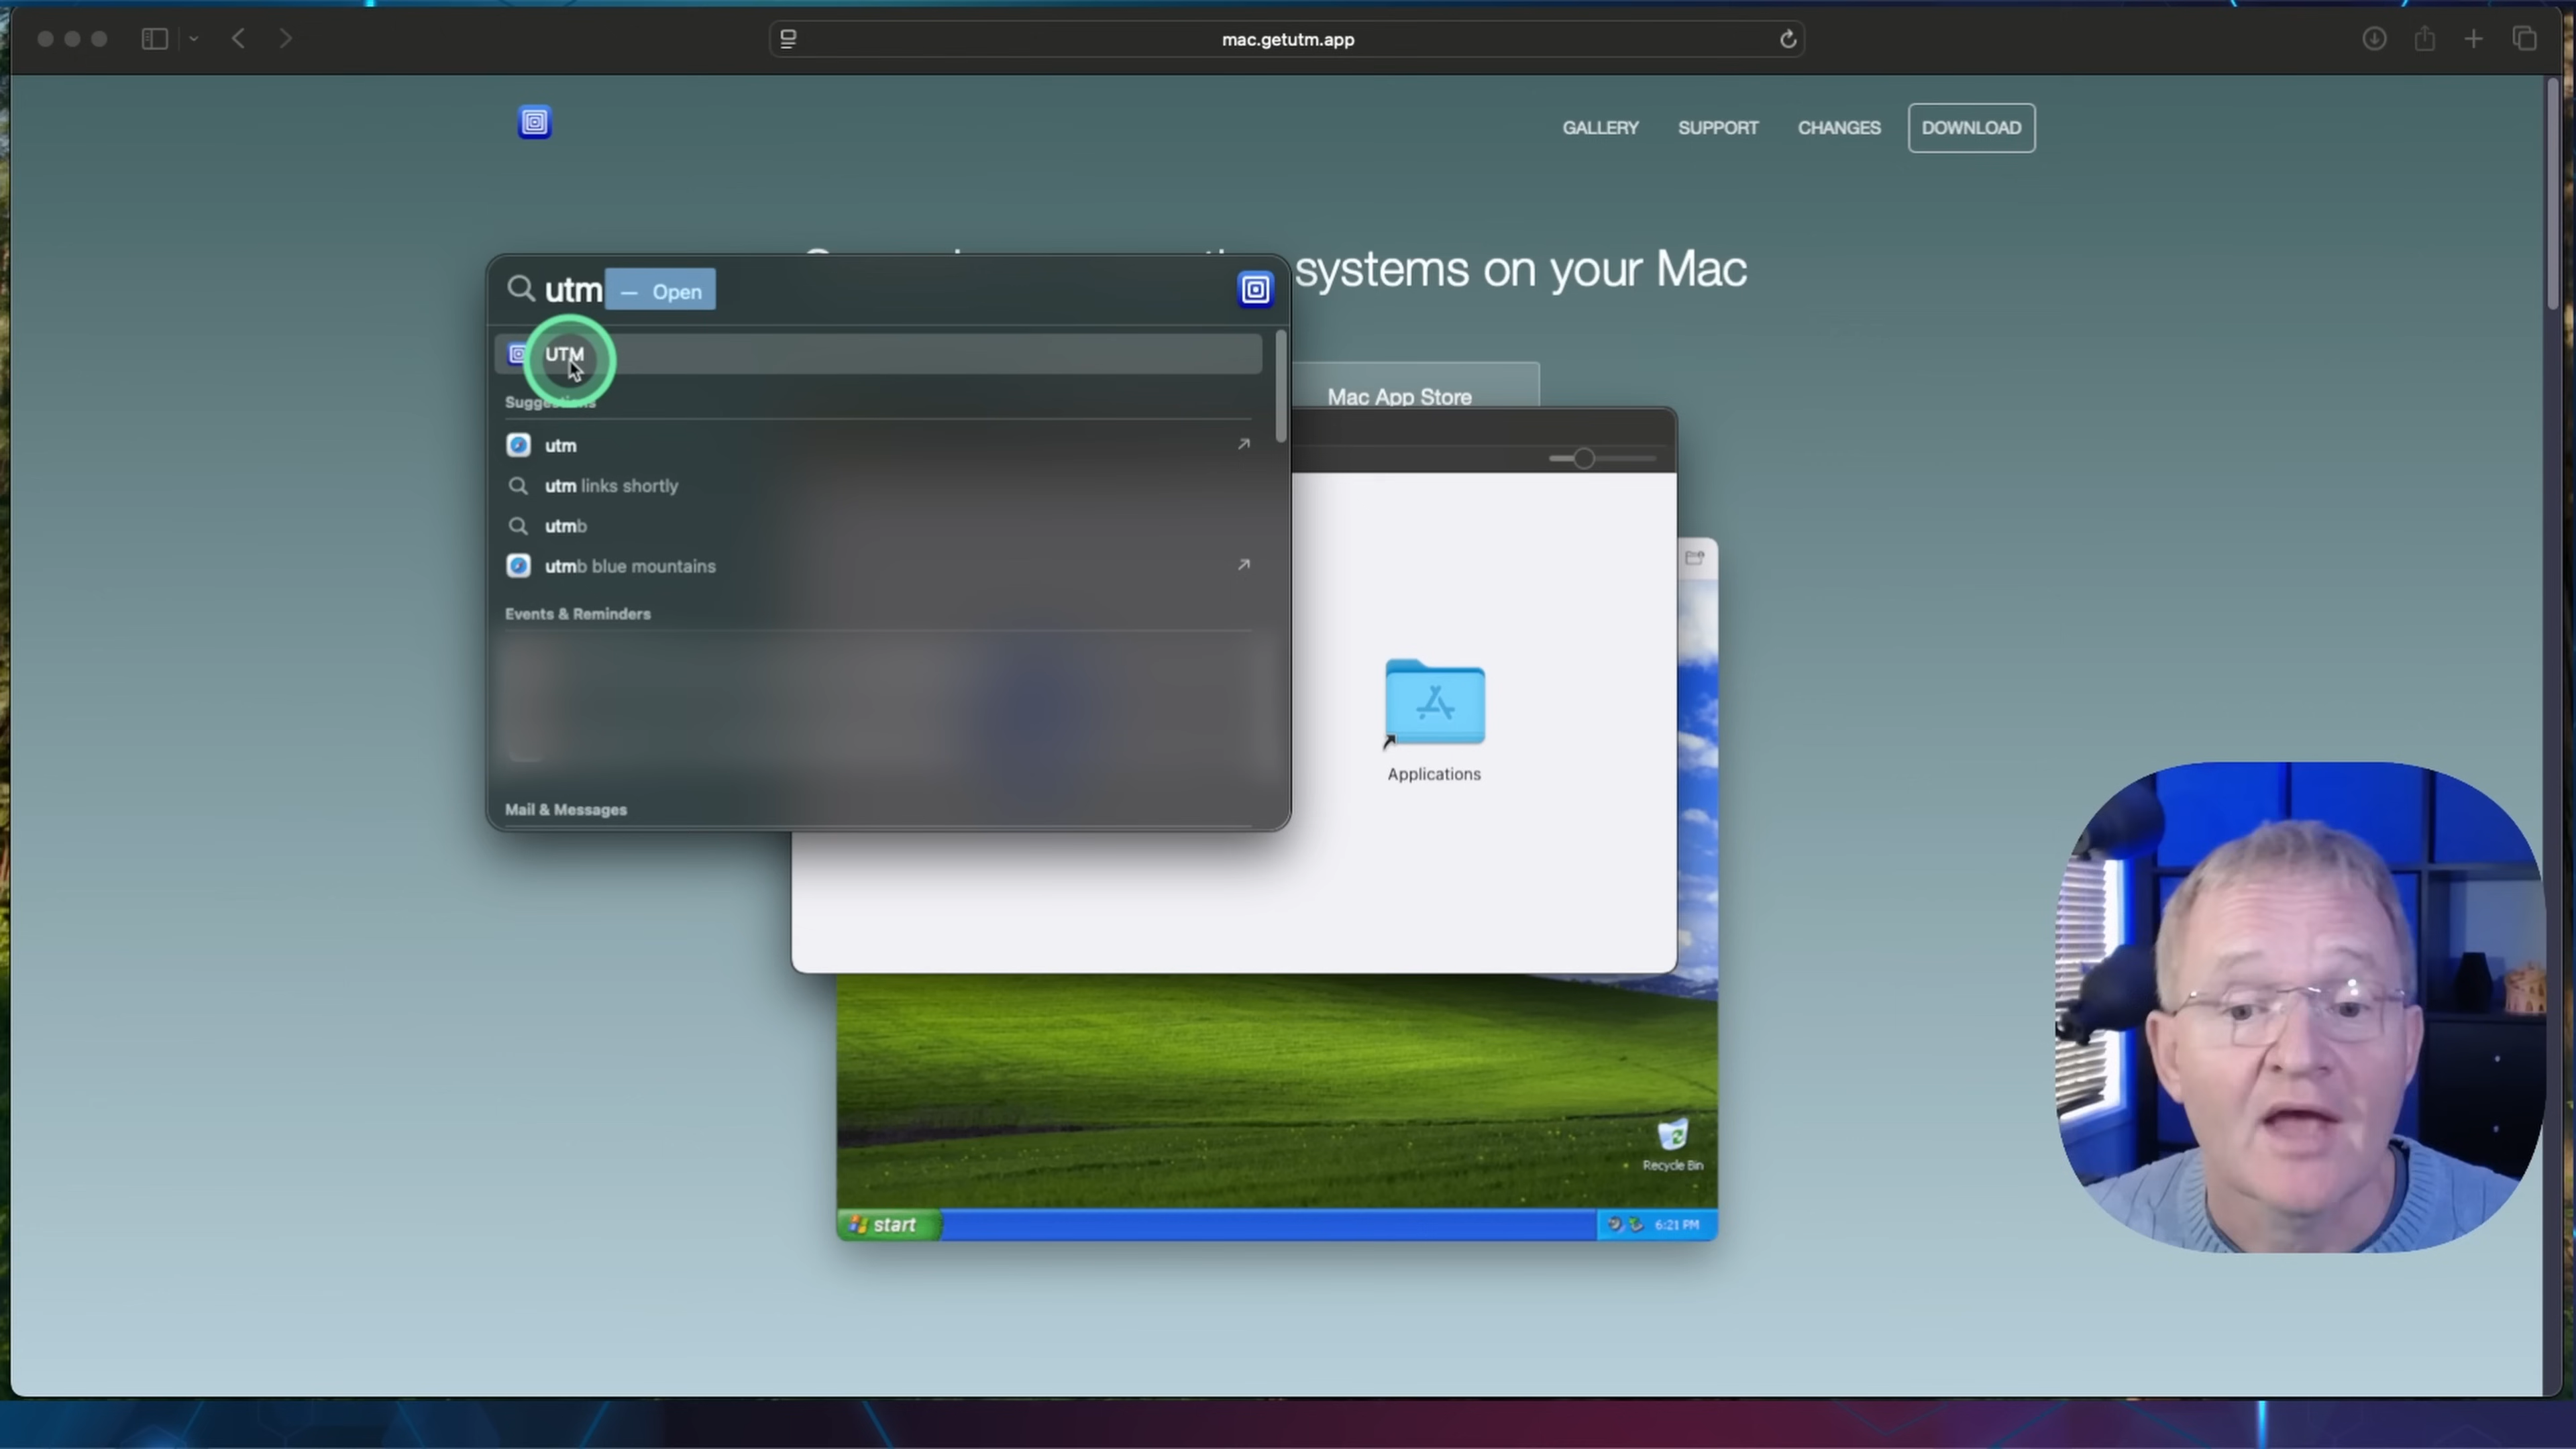 mac.getutm.app
GALLERY SUPPORT CHANGES DOWNLOAD
systems on your Mac
utm — Open
UTM
Suggestions
utm
utm links shortly
utmb
utmb blue mountains
Events & Reminders
Mail & Messages
Mac App Store
Applications
Recycle Bin
start
6:21 PM